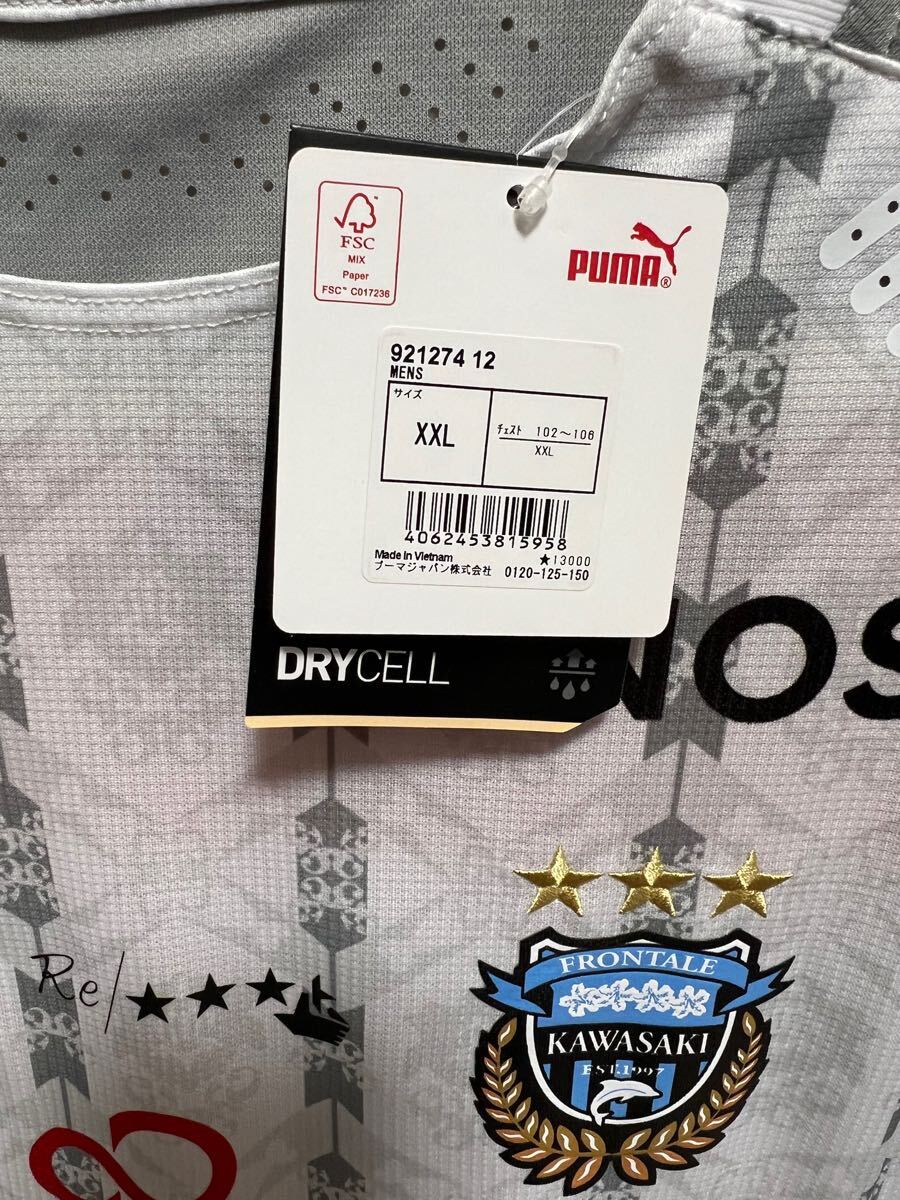 FSC
MIX
Paper
FSC™ C017236
PUMA®
921274 12
MENS
サイズ
XXL
チェスト 102～106
XXL
4062453815958
Made in Vietnam
★13000
プーマジャパン株式会社 0120-125-150
DRYCELL
NOS
Re/★★★
FRONTALE
KAWASAKI
EST.1997